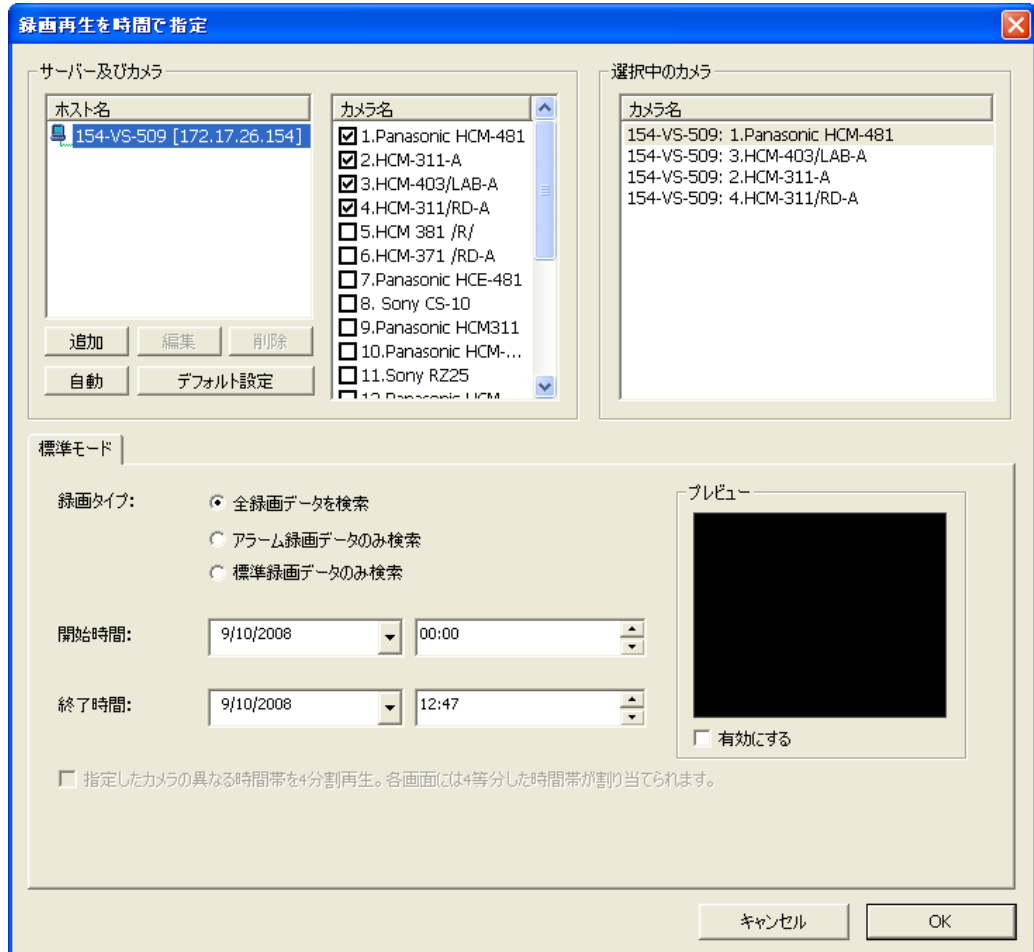 録画再生を時間で指定
サーバー及びカメラ
ホスト名
154-VS-509 [172.17.26.154]
追加
編集
削除
自動
デフォルト設定
カメラ名
1.Panasonic HCM-481
2.HCM-311-A
3.HCM-403/LAB-A
4.HCM-311/RD-A
5.HCM 381 /R/
6.HCM-371 /RD-A
7.Panasonic HCE-481
8. Sony CS-10
9.Panasonic HCM311
10.Panasonic HCM-...
11.Sony RZ25
12.Panasonic HCM
選択中のカメラ
カメラ名
154-VS-509: 1.Panasonic HCM-481
154-VS-509: 3.HCM-403/LAB-A
154-VS-509: 2.HCM-311-A
154-VS-509: 4.HCM-311/RD-A
標準モード
録画タイプ:
全録画データを検索
アラーム録画データのみ検索
標準録画データのみ検索
開始時間:
9/10/2008
00:00
終了時間:
9/10/2008
12:47
プレビュー
有効にする
指定したカメラの異なる時間帯を4分割再生。各画面には4等分した時間帯が割り当てられます。
キャンセル
OK